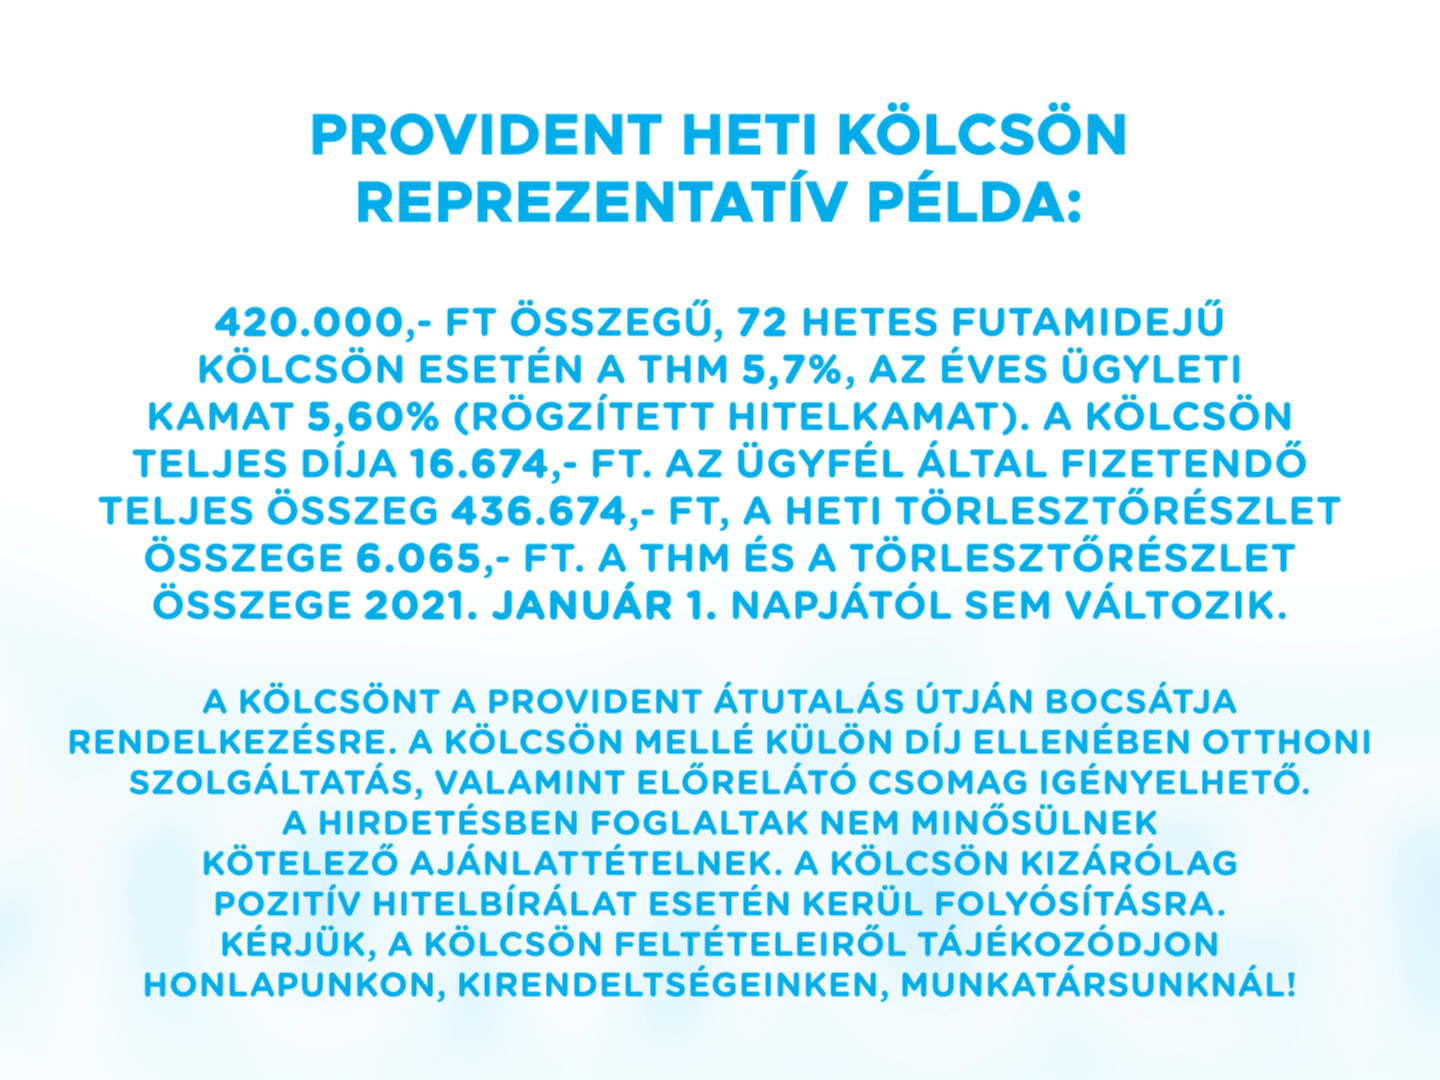 PROVIDENT HETI KÖLCSÖN
REPREZENTATÍV PÉLDA:
420.000,- FT ÖSSZEGŰ, 72 HETES FUTAMIDEJŰ
KÖLCSÖN ESETÉN A THM 5,7%, AZ ÉVES ÜGYLETI
KAMAT 5,60% (RÖGZÍTETT HITELKAMAT). A KÖLCSÖN
TELJES DÍJA 16.674,- FT. AZ ÜGYFÉL ÁLTAL FIZETENDŐ
TELJES ÖSSZEG 436.674,- FT, A HETI TÖRLESZTŐRÉSZLET
ÖSSZEGE 6.065,- FT. A THM ÉS A TÖRLESZTŐRÉSZLET
ÖSSZEGE 2021. JANUÁR 1. NAPJÁTÓL SEM VÁLTOZIK.
A KÖLCSÖNT A PROVIDENT ÁTUTALÁS ÚTJÁN BOCSÁTJA
RENDELKEZÉSRE. A KÖLCSÖN MELLÉ KÜLÖN DÍJ ELLENÉBEN OTTHONI
SZOLGÁLTATÁS, VALAMINT ELŐRELÁTÓ CSOMAG IGÉNYELHETŐ.
A HIRDETÉSBEN FOGLALTAK NEM MINŐSÜLNEK
KÖTELEZŐ AJÁNLATTÉTELNEK. A KÖLCSÖN KIZÁRÓLAG
POZITÍV HITELBÍRÁLAT ESETÉN KERÜL FOLYÓSÍTÁSRA.
KÉRJÜK, A KÖLCSÖN FELTÉTELEIRŐL TÁJÉKOZÓDJON
HONLAPUNKON, KIRENDELTSÉGEINKEN, MUNKATÁRSUNKNÁL!